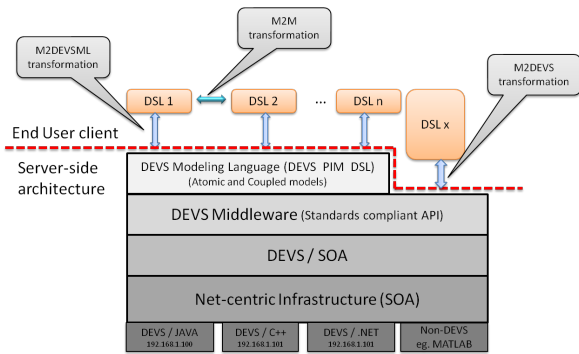 M2M
transformation
M2DEVSML
transformation
M2DEVS
transformation
DSL 1
DSL 2
...
DSL n
DSL x
End User client
Server-side
architecture
DEVS Modeling Language (DEVS PIM DSL)
(Atomic and Coupled models)
DEVS Middleware (Standards compliant API)
DEVS / SOA
Net-centric Infrastructure (SOA)
DEVS / JAVA
192.168.1.100
DEVS / C++
192.168.1.101
DEVS / .NET
192.168.1.101
Non-DEVS
eg. MATLAB